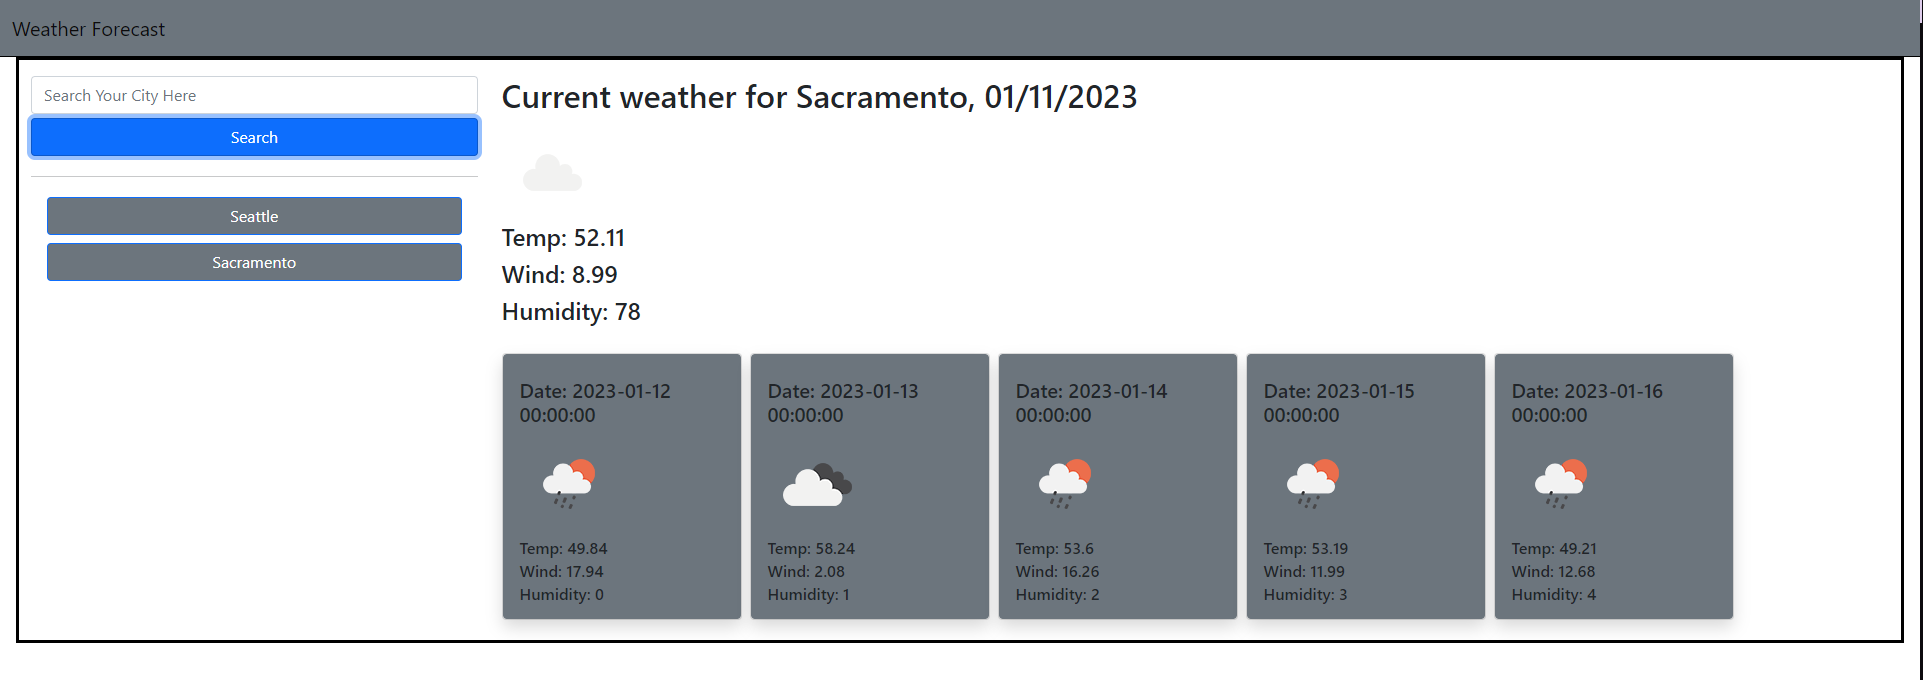 Weather Forecast
Search Your City Here
Search
Seattle
Sacramento
Current weather for Sacramento, 01/11/2023
Temp: 52.11
Wind: 8.99
Humidity: 78
Date: 2023-01-12
00:00:00
Temp: 49.84
Wind: 17.94
Humidity: 0
Date: 2023-01-13
00:00:00
Temp: 58.24
Wind: 2.08
Humidity: 1
Date: 2023-01-14
00:00:00
Temp: 53.6
Wind: 16.26
Humidity: 2
Date: 2023-01-15
00:00:00
Temp: 53.19
Wind: 11.99
Humidity: 3
Date: 2023-01-16
00:00:00
Temp: 49.21
Wind: 12.68
Humidity: 4